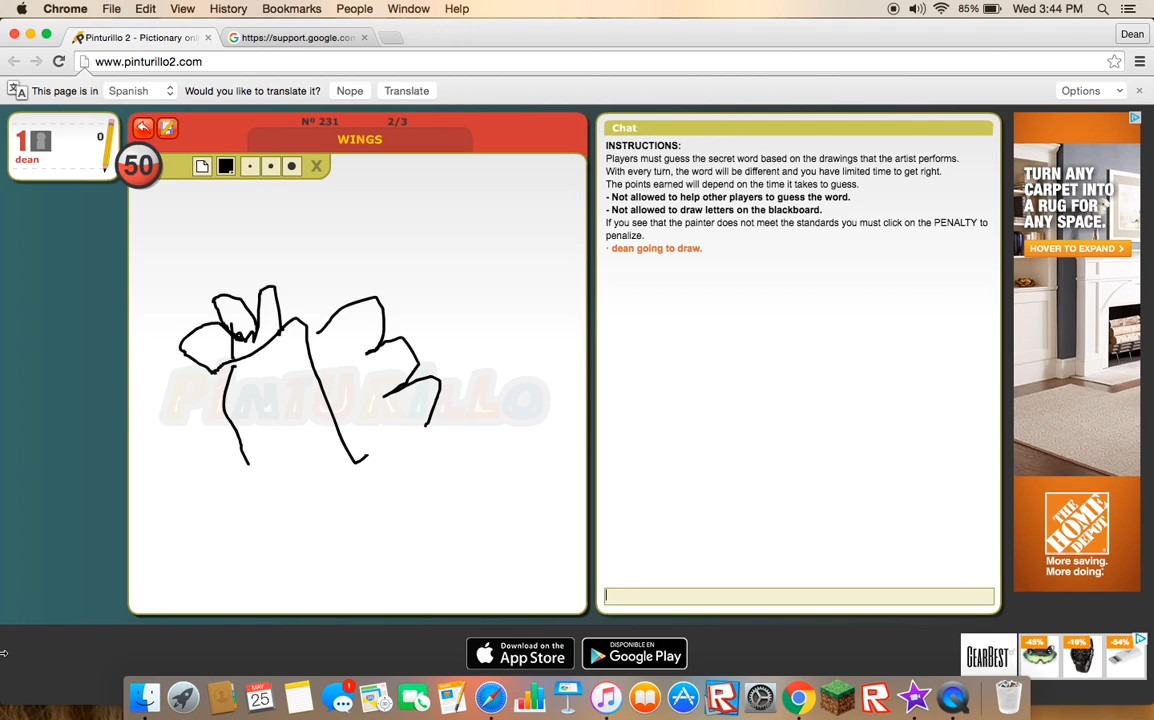 Chrome File Edit View History Bookmarks People Window Help 85% Wed 3:44 PM
Pinturillo 2 - Pictionary onl × https://support.google.con × Dean
www.pinturillo2.com
This page is in Spanish Would you like to translate it? Nope Translate Options ×
1 0
dean
50
Nº 231 2/3
WINGS
X
PINTURILLO
Chat
INSTRUCTIONS:
Players must guess the secret word based on the drawings that the artist performs.
With every turn, the word will be different and you have limited time to get right.
The points earned will depend on the time it takes to guess.
- Not allowed to help other players to guess the word.
- Not allowed to draw letters on the blackboard.
If you see that the painter does not meet the standards you must click on the PENALTY to
penalize.
· dean going to draw.
TURN ANY
CARPET INTO
A RUG FOR
ANY SPACE.
HOVER TO EXPAND >
THE
HOME
DEPOT
More saving.
More doing.
Download on the
App Store
DISPONIBLE EN
Google Play
GEARBEST
-45% -16% -54%
MAY
25
1